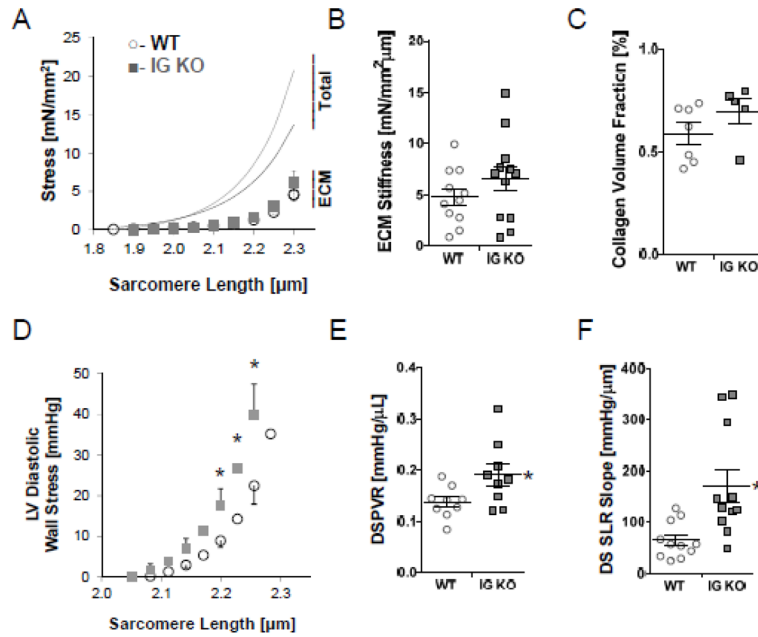 A
○- WT
■- IG KO
Stress [mN/mm²]
25
20
15
10
5
0
Total
ECM
1.8 1.9 2.0 2.1 2.2 2.3
Sarcomere Length [µm]
B
ECM Stiffness [mN/mm²µm]
20
15
10
5
0
WT IG KO
C
Collagen Volume Fraction [%]
1.0
0.5
0.0
WT IG KO
D
LV Diastolic
Wall Stress [mmHg]
50
40
30
20
10
0
* * *
2.0 2.1 2.2 2.3
Sarcomere Length [µm]
E
DSPVR [mmHg/µL]
0.4
0.3
0.2
0.1
0.0
*
WT IG KO
F
DS SLR Slope [mmHg/µm]
400
300
200
100
0
*
WT IG KO